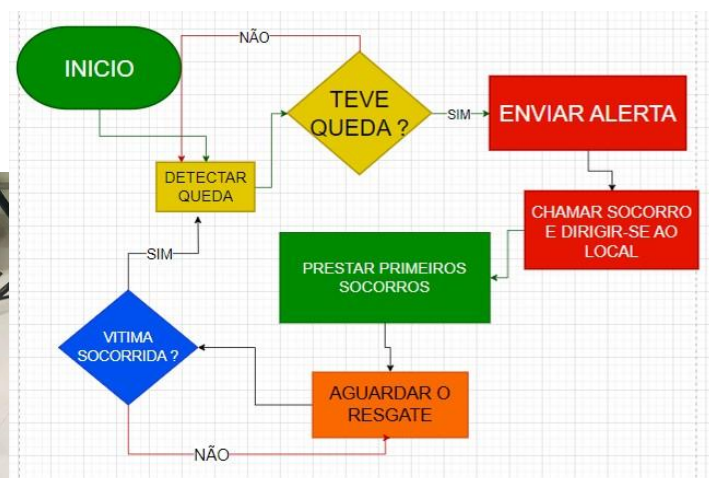 INICIO
NÃO
TEVE
QUEDA ?
SIM
ENVIAR ALERTA
DETECTAR
QUEDA
CHAMAR SOCORRO
E DIRIGIR-SE AO
LOCAL
PRESTAR PRIMEIROS
SOCORROS
SIM
VITIMA
SOCORRIDA ?
AGUARDAR O
RESGATE
NÃO